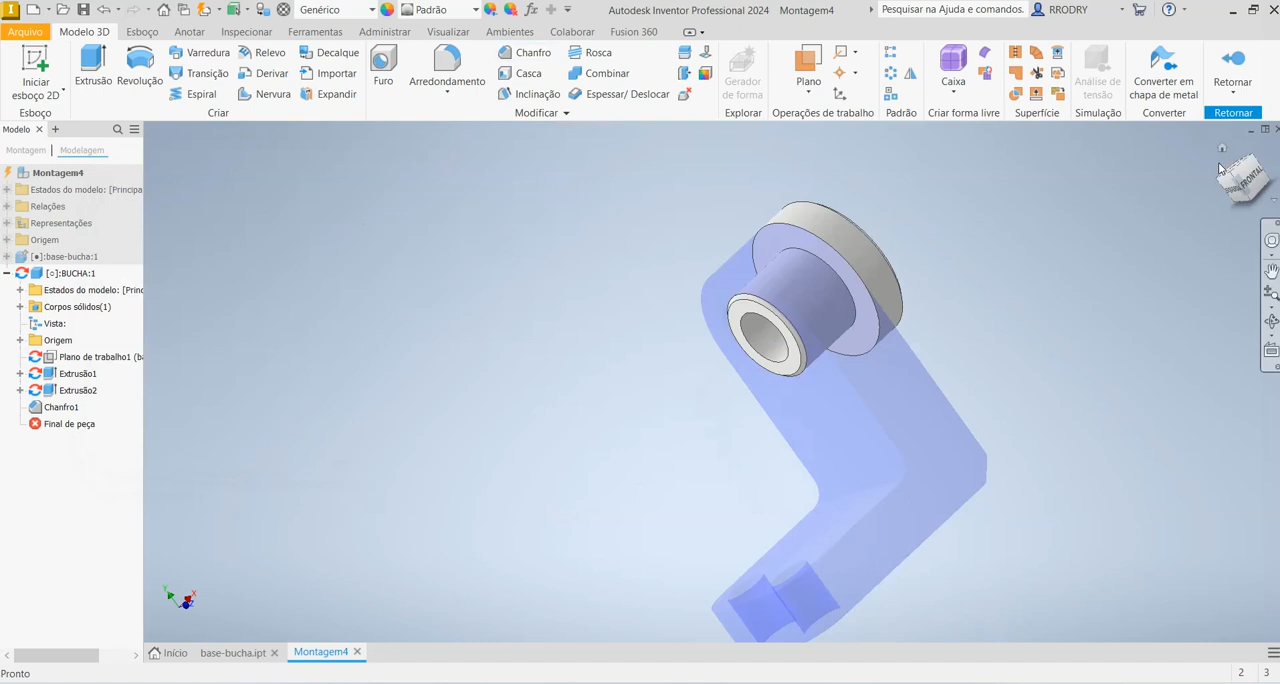 Genérico
Padrão
Autodesk Inventor Professional 2024
Montagem4
Pesquisar na Ajuda e comandos.
RRODRY
Arquivo
Modelo 3D
Esboço
Anotar
Inspecionar
Ferramentas
Administrar
Visualizar
Ambientes
Colaborar
Fusion 360
Iniciar
esboço 2D
Extrusão
Revolução
Varredura
Relevo
Decalque
Transição
Derivar
Importar
Espiral
Nervura
Expandir
Furo
Arredondamento
Chanfro
Rosca
Casca
Combinar
Inclinação
Espessar/ Deslocar
Gerador
de forma
Plano
Caixa
Análise de
tensão
Converter em
chapa de metal
Retornar
Esboço
Criar
Modificar
Explorar
Operações de trabalho
Padrão
Criar forma livre
Superfície
Simulação
Converter
Retornar
Modelo
Montagem
Modelagem
Montagem4
Estados do modelo: [Principa
Relações
Representações
Origem
[●]:base-bucha:1
[○]:BUCHA:1
Estados do modelo: [Princ
Corpos sólidos(1)
Vista:
Origem
Plano de trabalho1 (ba
Extrusão1
Extrusão2
Chanfro1
Final de peça
FRONTAL
Y
X
Z
Início
base-bucha.ipt
Montagem4
Pronto
2
3